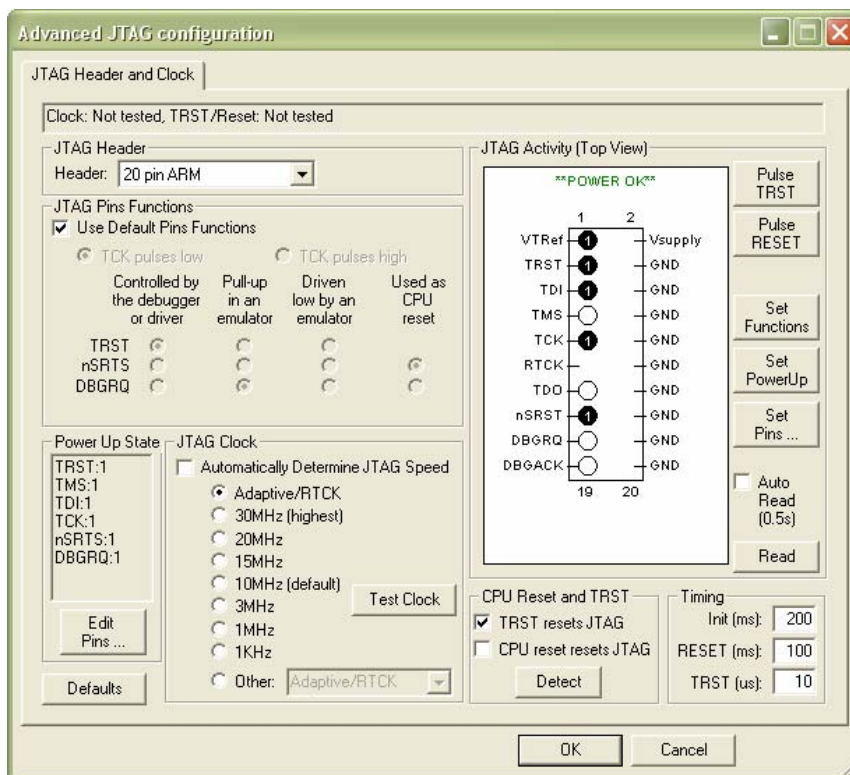 Advanced JTAG configuration
JTAG Header and Clock
Clock: Not tested, TRST/Reset: Not tested
JTAG Header
Header: 20 pin ARM
JTAG Pins Functions
Use Default Pins Functions
TCK pulses low TCK pulses high
Controlled by the debugger or driver
Pull-up in an emulator
Driven low by an emulator
Used as CPU reset
TRST
nSRTS
DBGRQ
Power Up State
TRST:1
TMS:1
TDI:1
TCK:1
nSRTS:1
DBGRQ:1
Edit
Pins ...
Defaults
JTAG Clock
Automatically Determine JTAG Speed
Adaptive/RTCK
30MHz (highest)
20MHz
15MHz
10MHz (default)
3MHz
1MHz
1KHz
Other: Adaptive/RTCK
Test Clock
JTAG Activity (Top View)
**POWER OK**
1 2
VTRef 1 Vsupply
TRST 1 GND
TDI 1 GND
TMS GND
TCK 1 GND
RTCK GND
TDO GND
nSRST 1 GND
DBGRQ GND
DBGACK GND
19 20
Pulse
TRST
Pulse
RESET
Set
Functions
Set
PowerUp
Set
Pins ...
Auto
Read
(0.5s)
Read
CPU Reset and TRST
TRST resets JTAG
CPU reset resets JTAG
Detect
Timing
Init (ms): 200
RESET (ms): 100
TRST (us): 10
OK
Cancel